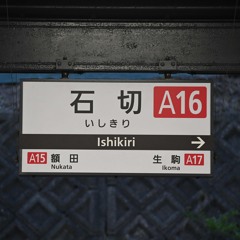 石切 A16
いしきり
Ishikiri →
A15 額田 生駒 A17
Nukata Ikoma